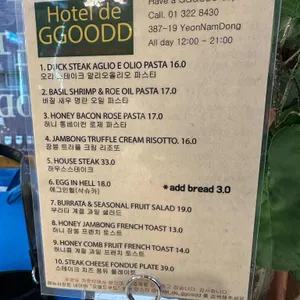 Hotel de
GGOODD
Call. 01 322 8430
387-19 YeonNamDong
All day 12:00 - 21:00
1. DUCK STEAK AGLIO E OLIO PASTA 16.0
오리 스테이크 알리오올리오 파스타
2. BASIL SHRIMP & ROE OIL PASTA 17.0
바질 새우 명란 오일 파스타
3. HONEY BACON ROSE PASTA 17.0
허니 통베이컨 로제 파스타
4. JAMBONG TRUFFLE CREAM RISOTTO. 16.0
잠봉 트러플 크림 리조또
5. HOUSE STEAK 33.0
하우스스테이크
6. EGG IN HELL 18.0
에그인헬(샥슈카)
* add bread 3.0
7. BURRATA & SEASONAL FRUIT SALAD 19.0
부라타 계절 과일 샐러드
8. HONEY JAMBONG FRENCH TOAST 13.0
허니 잠봉 프렌치 토스트
9. HONEY COMB FRUIT FRENCH TOAST 14.0
허니콤 계절 과일 프렌치 토스트
10. STEAK CHEESE FONDUE PLATE 39.0
스테이크 치즈 퐁듀 플레이트